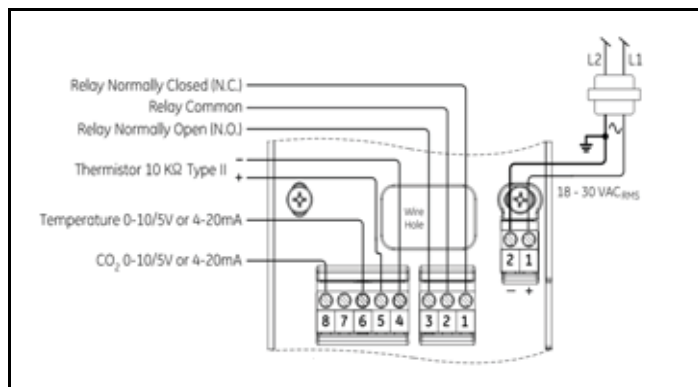 L2 L1
Relay Normally Closed (N.C.)
Relay Common
Relay Normally Open (N.O.)
Thermistor 10 KΩ Type II
−
+
18 - 30 VAC RMS
Temperature 0-10/5V or 4-20mA
Wire
Hole
CO₂ 0-10/5V or 4-20mA
2 1
− +
8 7 6 5 4 3 2 1